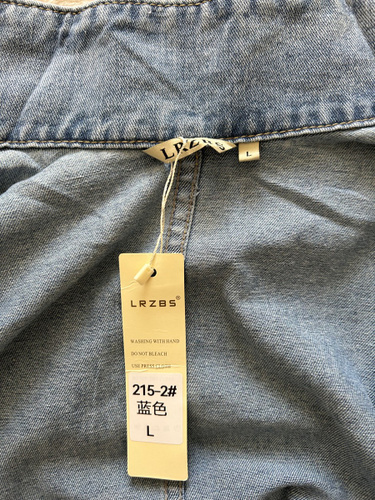 LRZBS
L
LRZBS®
WASHING WITH HAND
DO NOT BLEACH
215-2#
蓝色
L